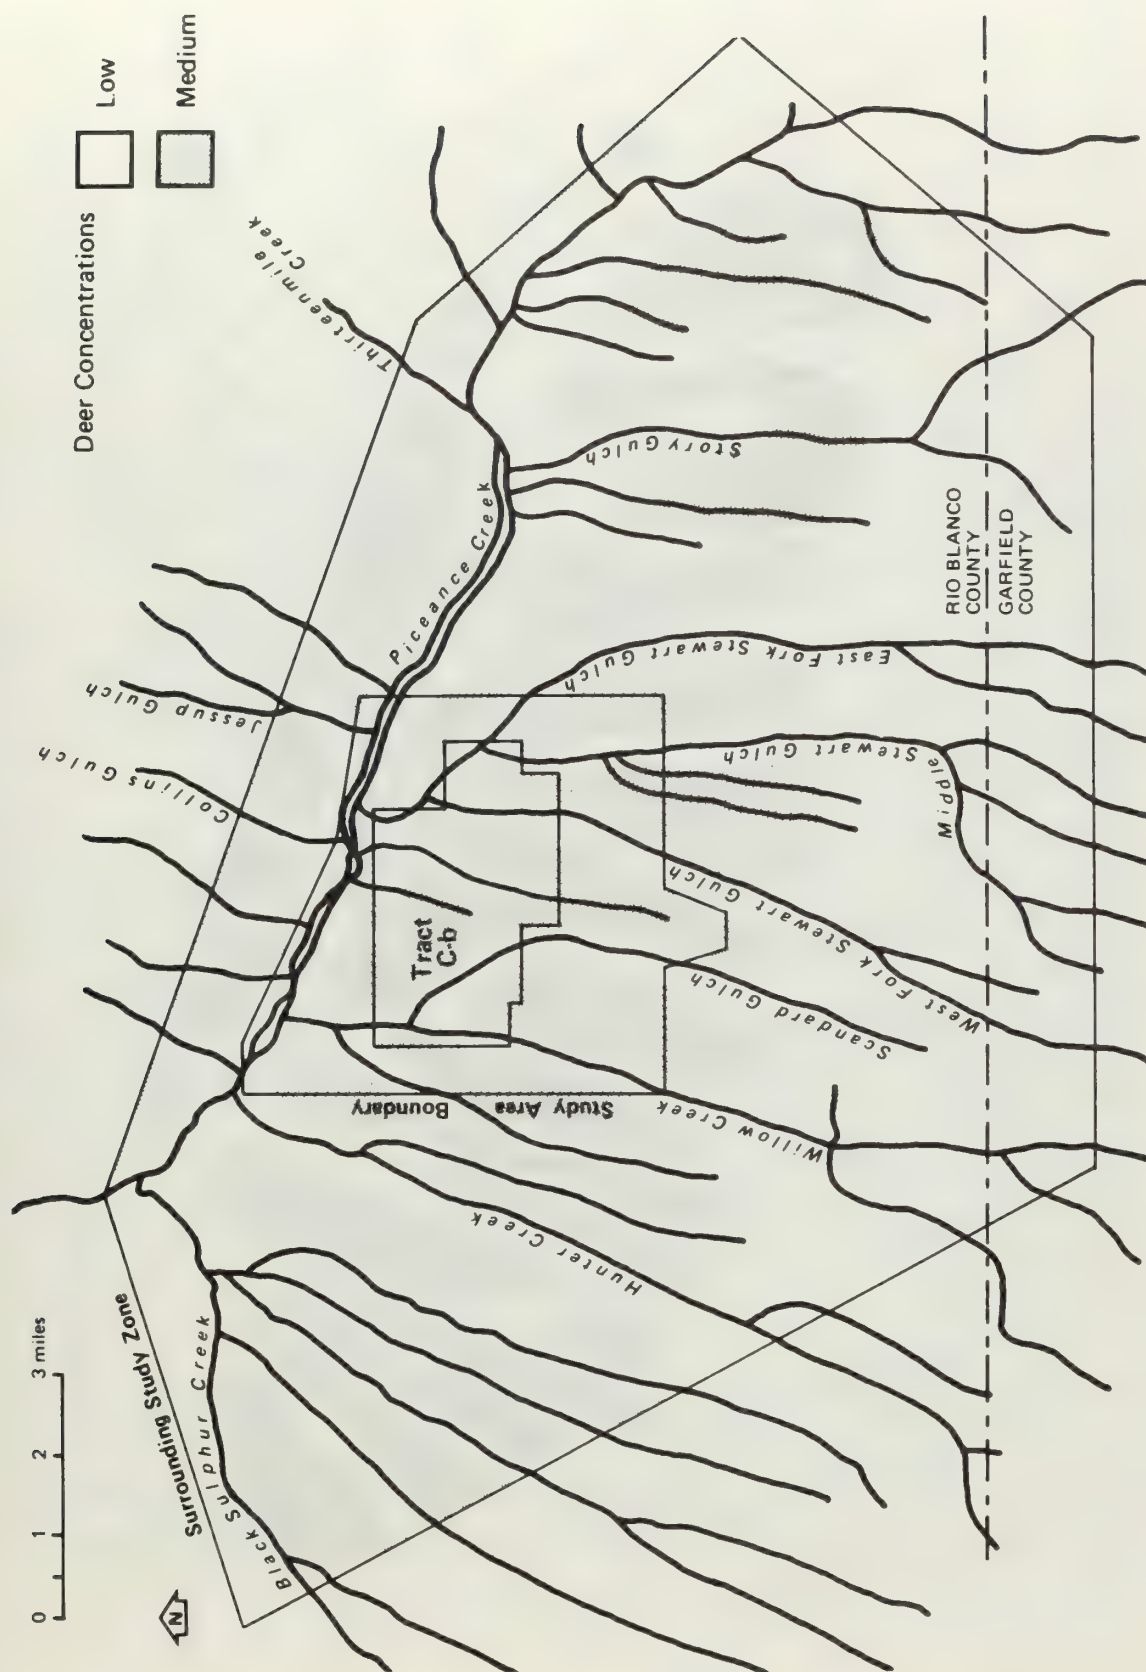 0 1 2 3 miles
N
Deer Concentrations
Low
Medium
Surrounding Study Zone
Black Sulphur Creek
Thirteenmile
Creek
Jessup Gulch
Collins Gulch
Piceance Creek
Story Gulch
Tract
C-b
Study Area Boundary
East Fork Stewart Gulch
Middle Stewart Gulch
West Fork Stewart Gulch
Scandard Gulch
Willow Creek
Hunter Creek
RIO BLANCO
COUNTY
GARFIELD
COUNTY